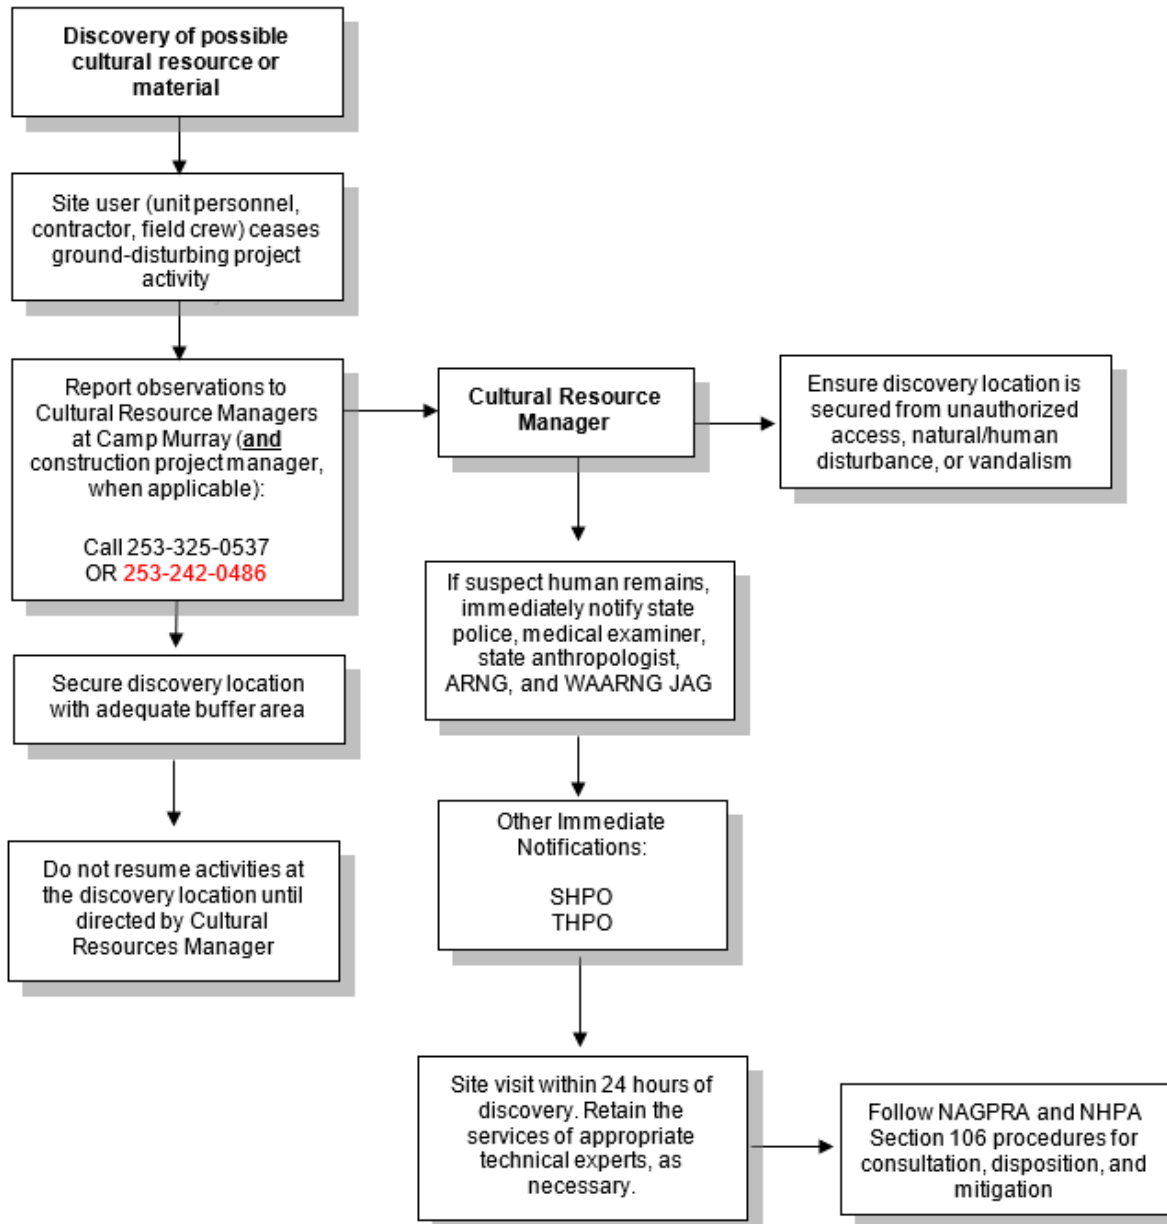 Discovery of possible
cultural resource or
material
Site user (unit personnel,
contractor, field crew) ceases
ground-disturbing project
activity
Report observations to
Cultural Resource Managers
at Camp Murray (and
construction project manager,
when applicable):
Call 253-325-0537
OR 253-242-0486
Secure discovery location
with adequate buffer area
Do not resume activities at
the discovery location until
directed by Cultural
Resources Manager
Cultural Resource
Manager
Ensure discovery location is
secured from unauthorized
access, natural/human
disturbance, or vandalism
If suspect human remains,
immediately notify state
police, medical examiner,
state anthropologist,
ARNG, and WAARNG JAG
Other Immediate
Notifications:
SHPO
THPO
Site visit within 24 hours of
discovery. Retain the
services of appropriate
technical experts, as
necessary.
Follow NAGPRA and NHPA
Section 106 procedures for
consultation, disposition, and
mitigation